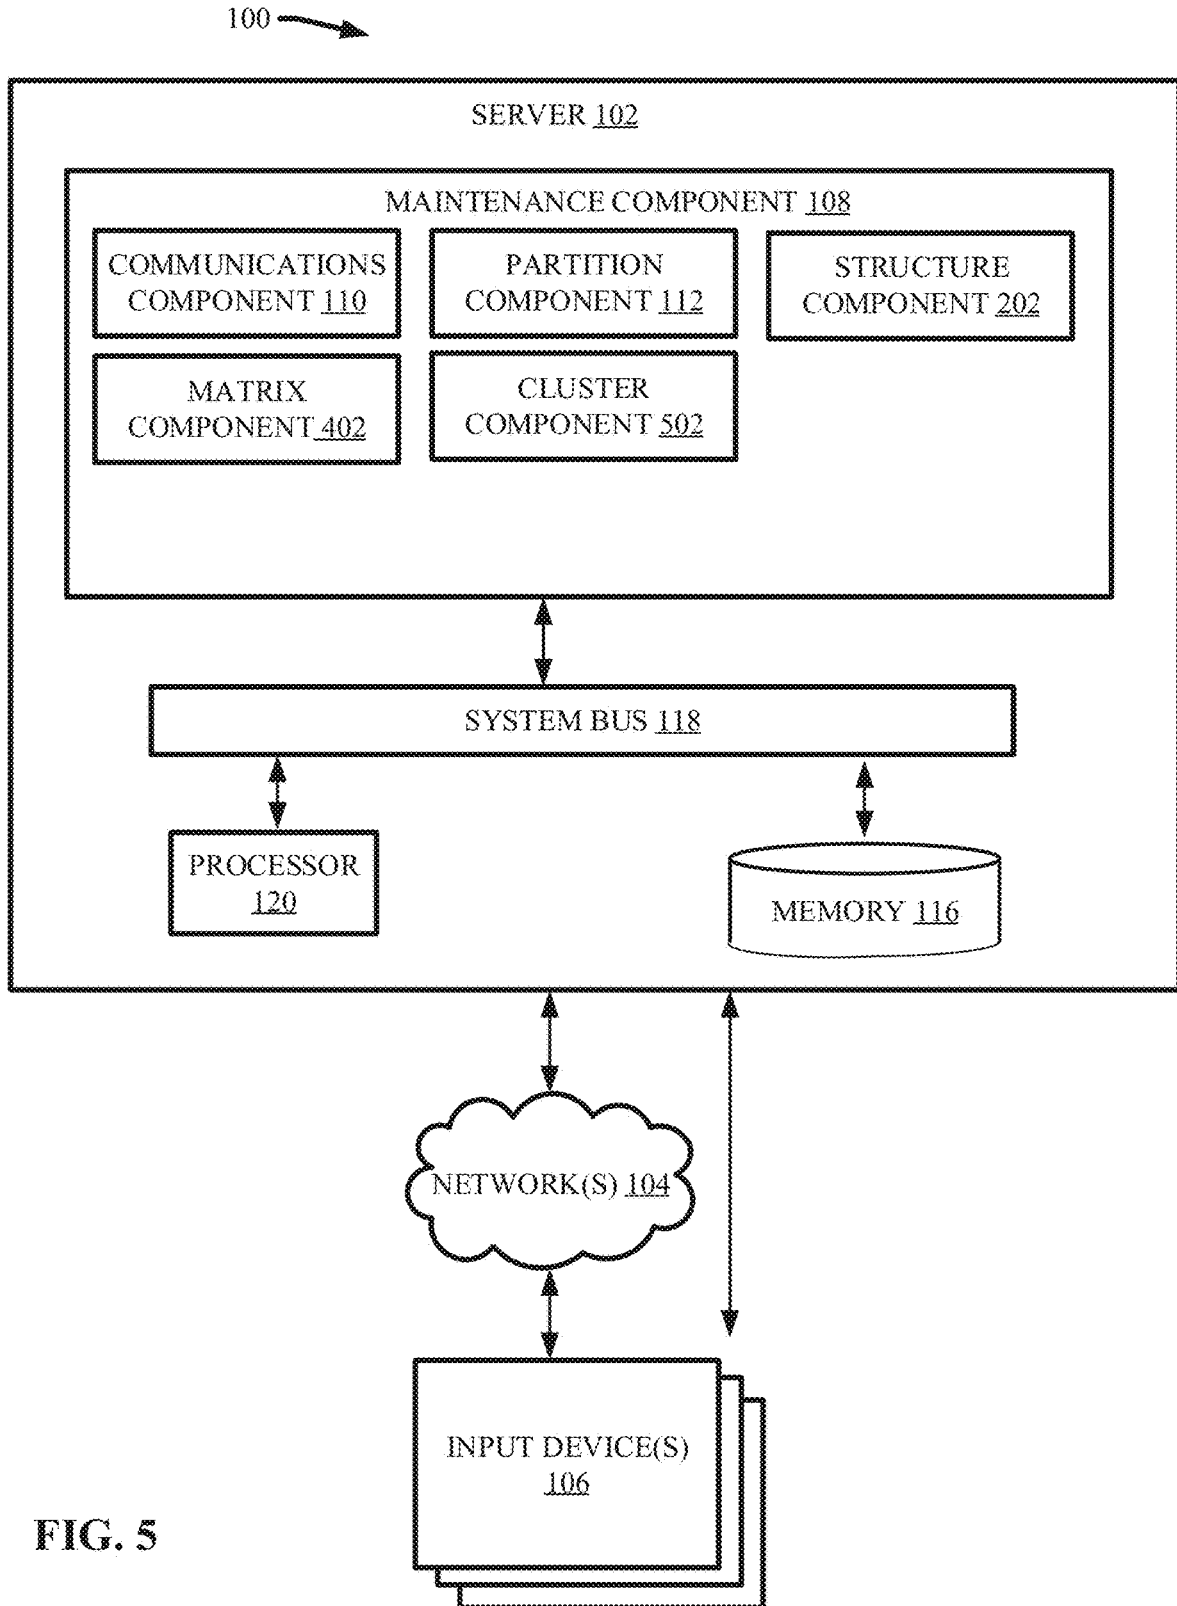 100
SERVER 102
MAINTENANCE COMPONENT 108
COMMUNICATIONS
COMPONENT 110
PARTITION
COMPONENT 112
STRUCTURE
COMPONENT 202
MATRIX
COMPONENT 402
CLUSTER
COMPONENT 502
SYSTEM BUS 118
PROCESSOR
120
MEMORY 116
NETWORK(S) 104
INPUT DEVICE(S)
106
FIG. 5